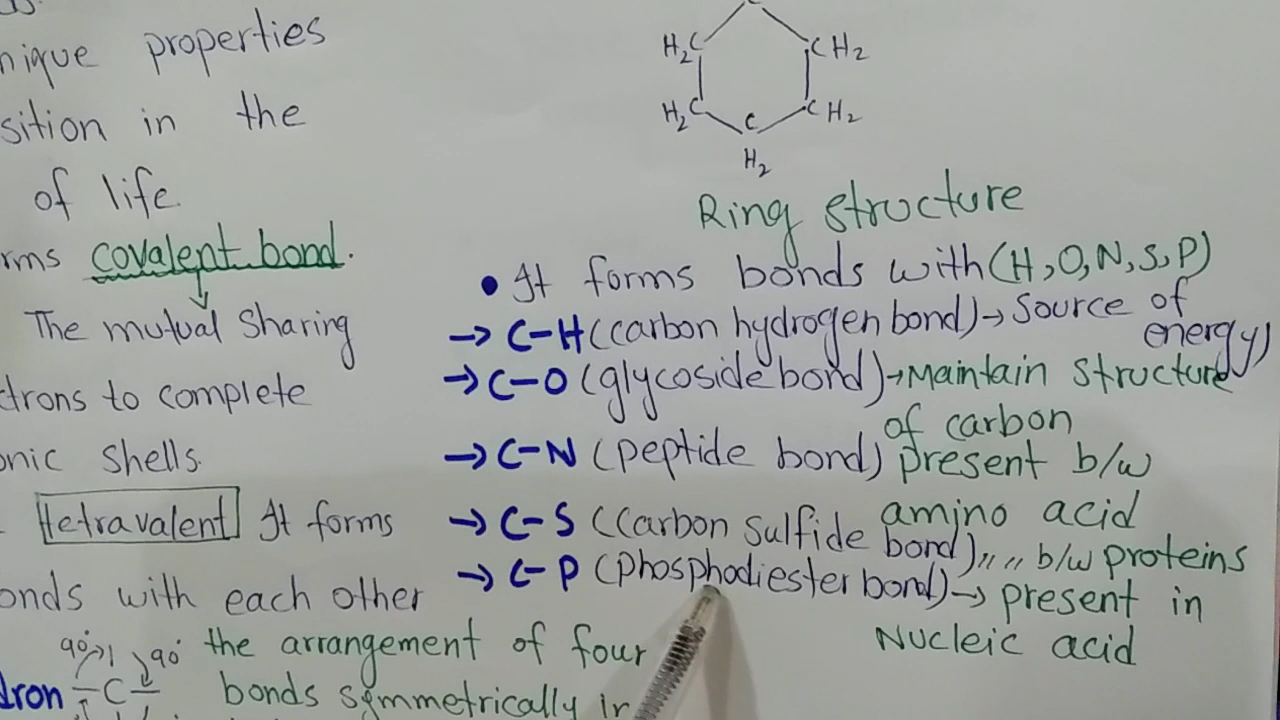 nique properties
sition in the
of life.
rms covalent bond.
The mutual sharing
trons to complete
onic shells.
tetravalent It forms
onds with each other
90° 90° the arrangement of four
dron C bonds symmetrically in
H₂C CH₂
H₂C CH₂
C
H₂
Ring structure
• It forms bonds with (H, O, N, S, P)
→ C-H (carbon hydrogen bond) → Source of energy)
→ C-O (glycoside bond) → Maintain structure of carbon
→ C-N (peptide bond) present b/w amino acid
→ C-S (Carbon sulfide bond) " " b/w proteins
→ C-P (Phosphodiester bond) → present in Nucleic acid